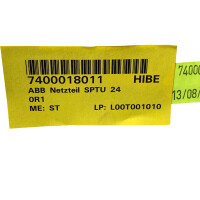 7400018011 HIBE
ABB Netzteil SPTU 24
0R1
ME: ST LP: L00T001010
7400
13/08/